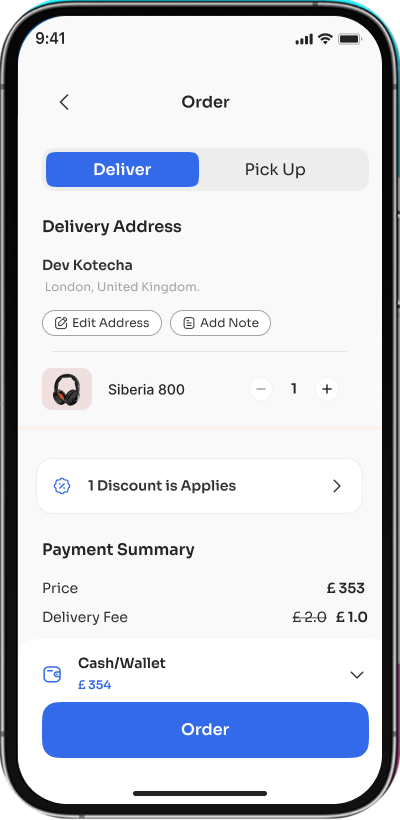 9:41
Order
Deliver
Pick Up
Delivery Address
Dev Kotecha
London, United Kingdom.
Edit Address
Add Note
Siberia 800
1
1 Discount is Applies
Payment Summary
Price £ 353
Delivery Fee £ 2.0 £ 1.0
Cash/Wallet
£ 354
Order